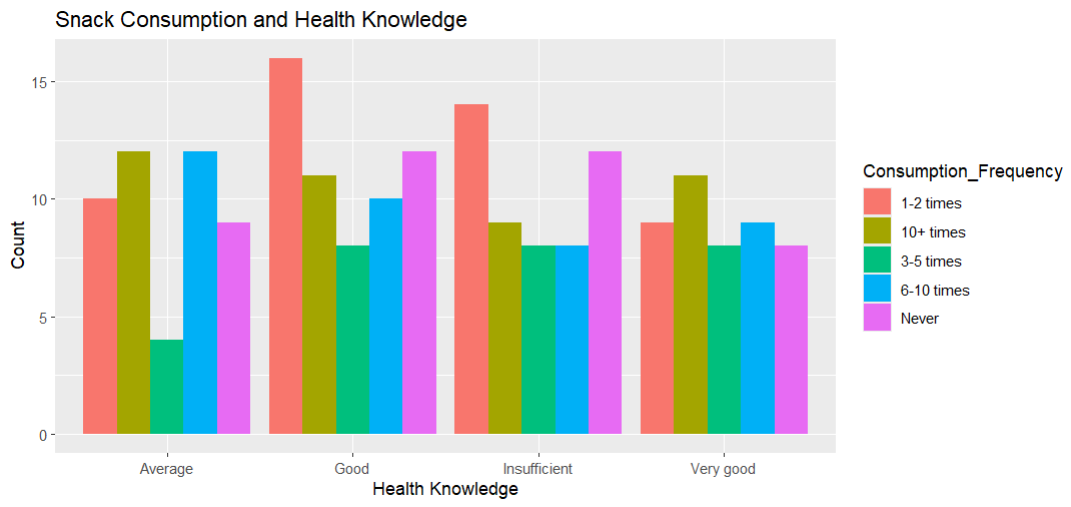 Snack Consumption and Health Knowledge
15
10
5
0
Count
Average Good Insufficient Very good
Health Knowledge
Consumption_Frequency
1-2 times
10+ times
3-5 times
6-10 times
Never